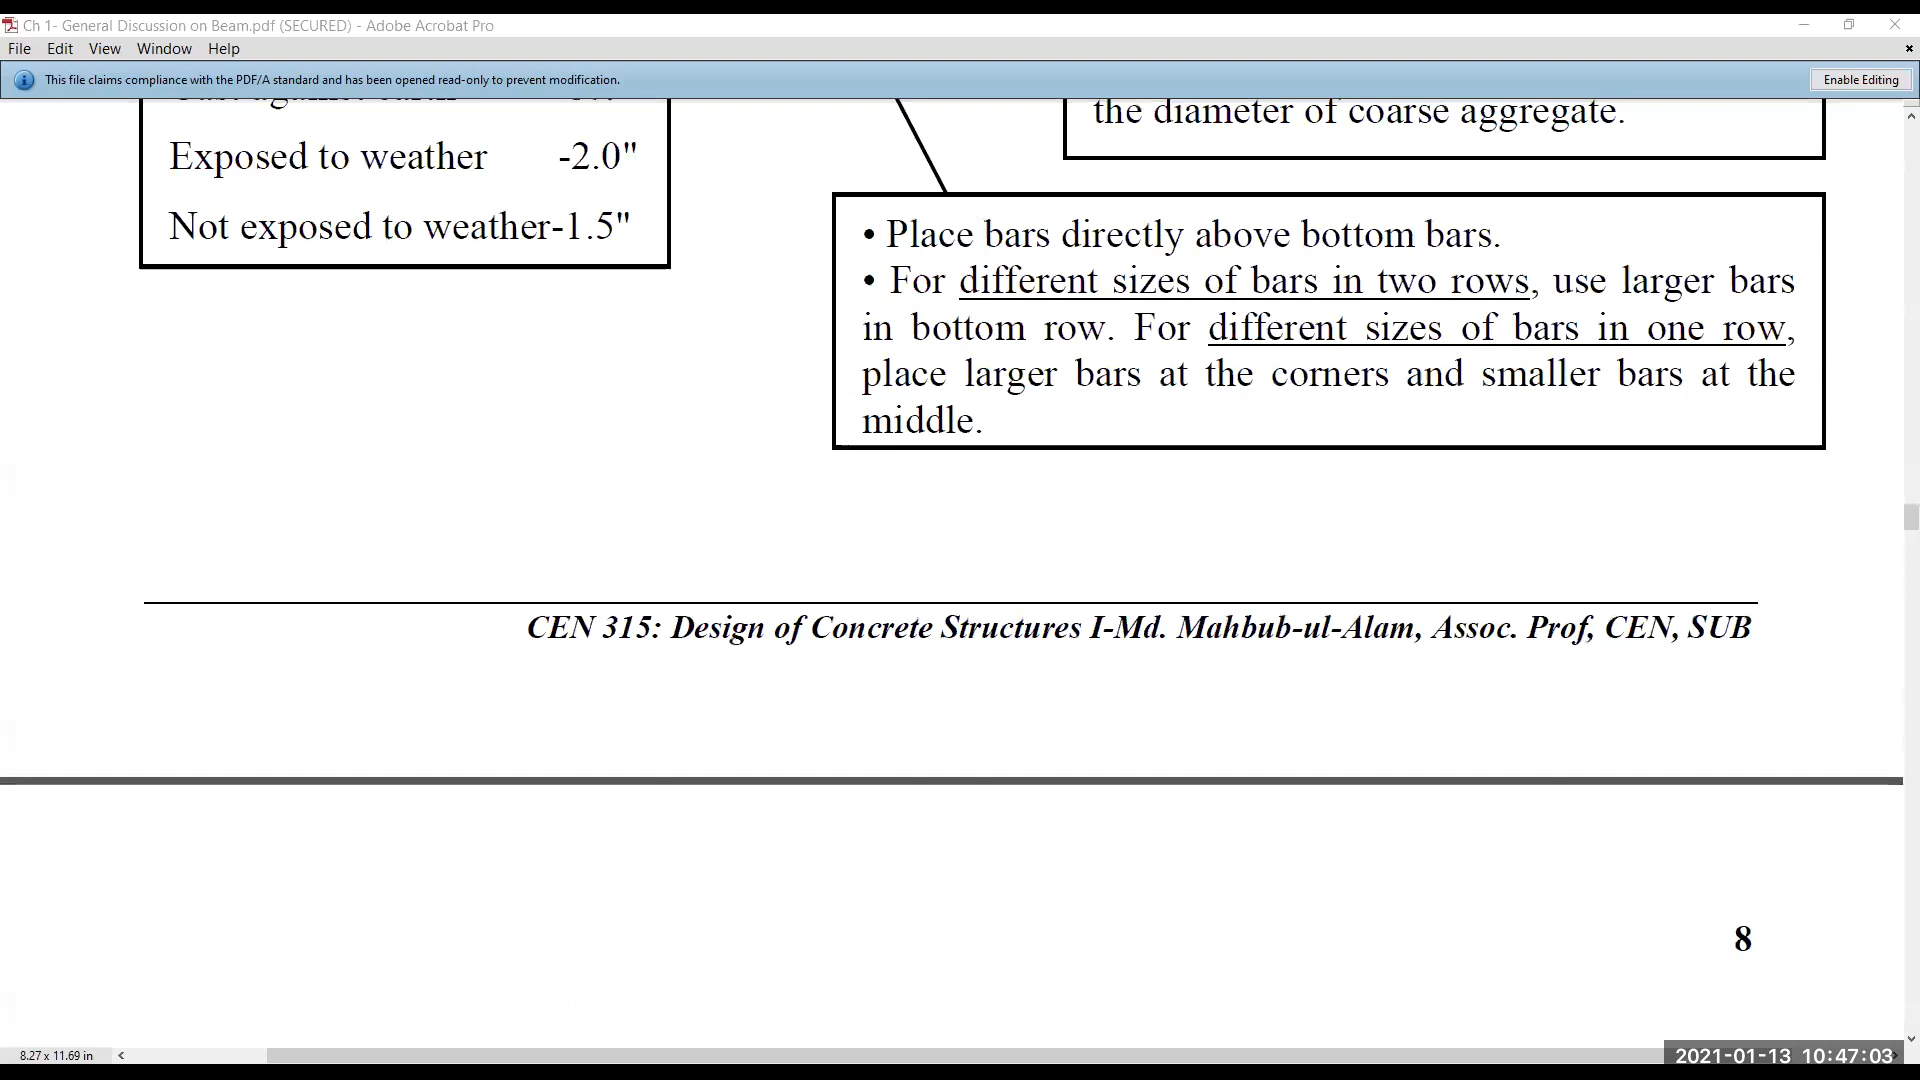 Ch 1- General Discussion on Beam.pdf (SECURED) - Adobe Acrobat Pro
File Edit View Window Help
This file claims compliance with the PDF/A standard and has been opened read-only to prevent modification.
Enable Editing
the diameter of coarse aggregate.
Exposed to weather -2.0"
Not exposed to weather-1.5"
• Place bars directly above bottom bars.
• For different sizes of bars in two rows, use larger bars
in bottom row. For different sizes of bars in one row,
place larger bars at the corners and smaller bars at the
middle.
CEN 315: Design of Concrete Structures I-Md. Mahbub-ul-Alam, Assoc. Prof, CEN, SUB
8
8.27 x 11.69 in
2021-01-13 10:47:03